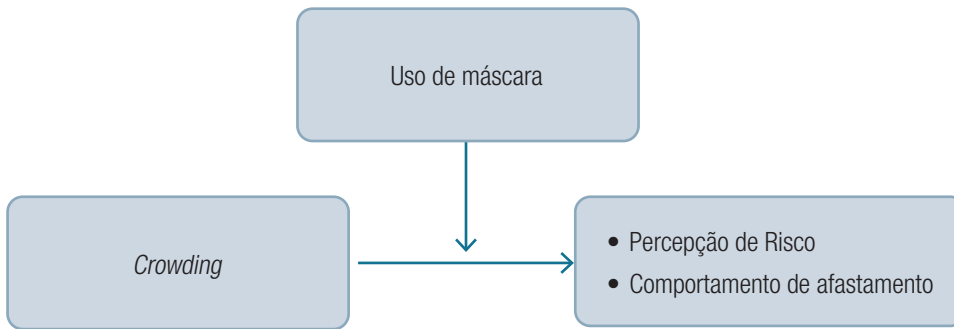 Uso de máscara
Crowding
• Percepção de Risco
• Comportamento de afastamento